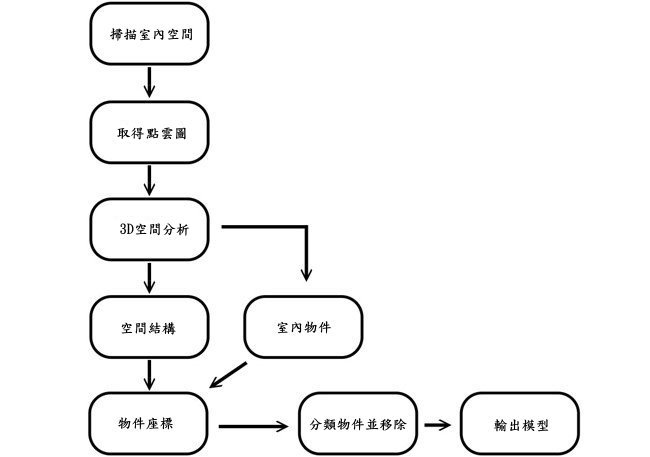 掃描室內空間
取得點雲圖
3D空間分析
空間結構
室內物件
物件座標
分類物件並移除
輸出模型